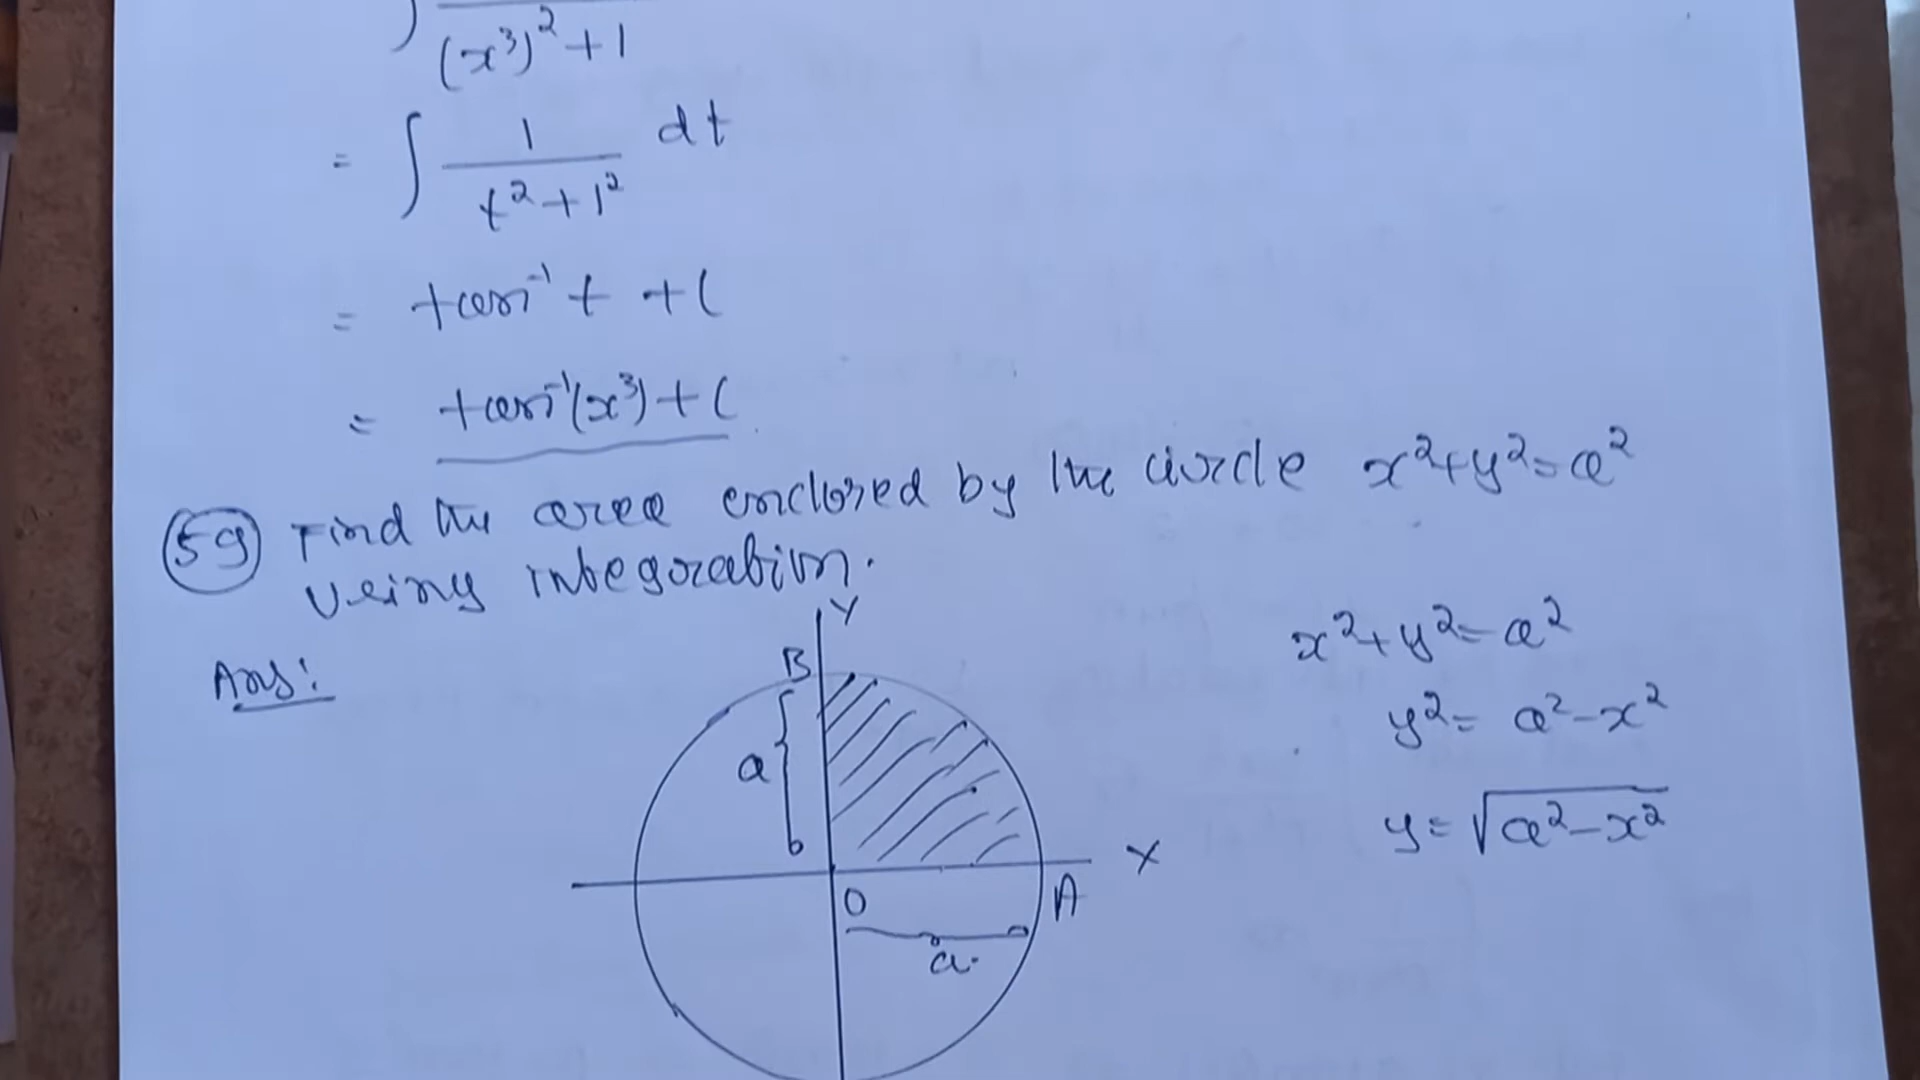 ∫ (x³)² + 1
= ∫ 1/(t² + 1²) dt
= tan⁻¹ t + C
= tan⁻¹(x³) + C
59 Find the area enclosed by the circle x² + y² = a²
using integration.
Ans:
Y
B
a
X
O
A
a
x² + y² = a²
y² = a² - x²
y = √(a² - x²)